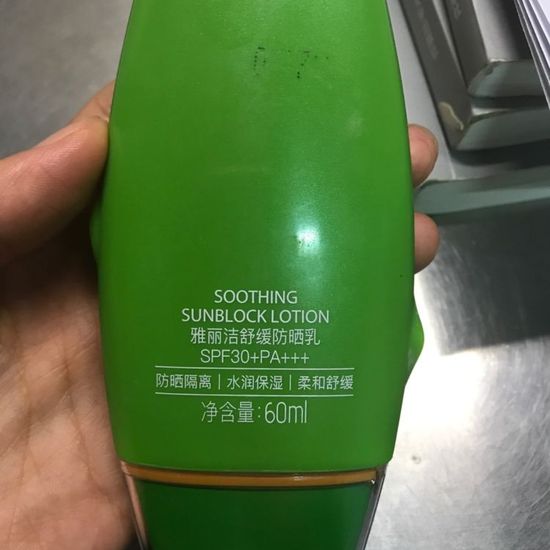 SOOTHING
SUNBLOCK LOTION
雅丽洁舒缓防晒乳
SPF30+PA+++
防晒隔离|水润保湿|柔和舒缓
净含量:60ml